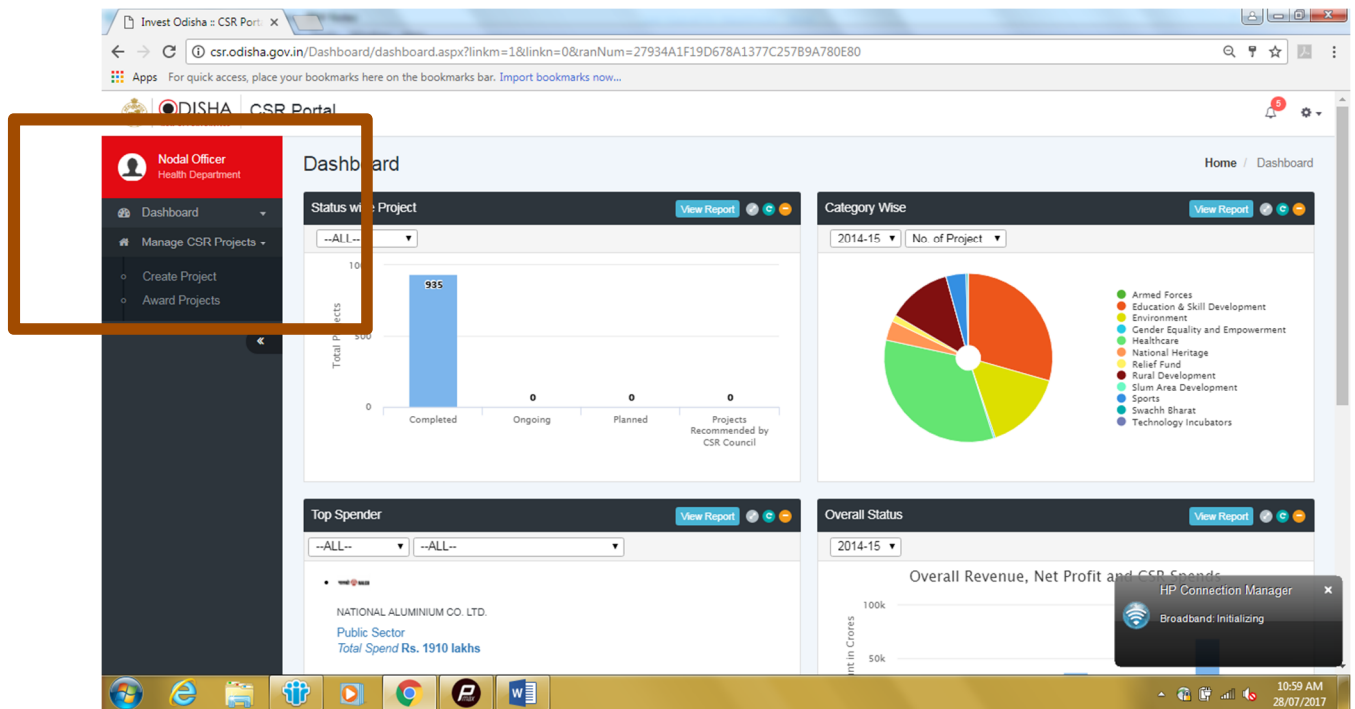 Invest Odisha :: CSR Port
csr.odisha.gov.in/Dashboard/dashboard.aspx?linkm=1&linkn=0&ranNum=27934A1F19D678A1377C257B9A780E80
Apps For quick access, place your bookmarks here on the bookmarks bar. Import bookmarks now...
ODISHA CSR Portal
5
Nodal Officer
Health Department
Dashboard
Manage CSR Projects
Create Project
Award Projects
Dashboard
Home / Dashboard
Status wise Project
View Report
--ALL--
Total Projects
500
0
935
0
0
0
Completed
Ongoing
Planned
Projects
Recommended by
CSR Council
Category Wise
View Report
2014-15 No. of Project
Armed Forces
Education & Skill Development
Environment
Gender Equality and Empowerment
Healthcare
National Heritage
Relief Fund
Rural Development
Slum Area Development
Sports
Swachh Bharat
Technology Incubators
Top Spender
View Report
--ALL-- --ALL--
NATIONAL ALUMINIUM CO. LTD.
Public Sector
Total Spend Rs. 1910 lakhs
Overall Status
View Report
2014-15
Overall Revenue, Net Profit and CSR Spends
100k
50k
in Crores
HP Connection Manager
Broadband: Initializing
10:59 AM
28/07/2017